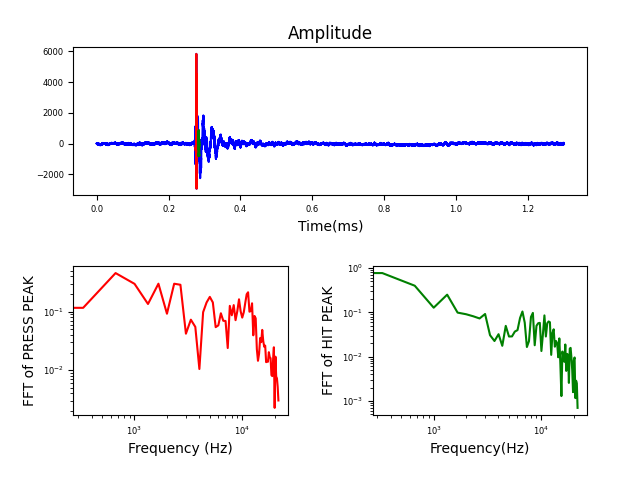 Amplitude
6000
4000
2000
0
−2000
0.0 0.2 0.4 0.6 0.8 1.0 1.2
Time(ms)
FFT of PRESS PEAK
10⁻¹
10⁻²
10³ 10⁴
Frequency (Hz)
FFT of HIT PEAK
10⁰
10⁻¹
10⁻²
10⁻³
10³ 10⁴
Frequency(Hz)